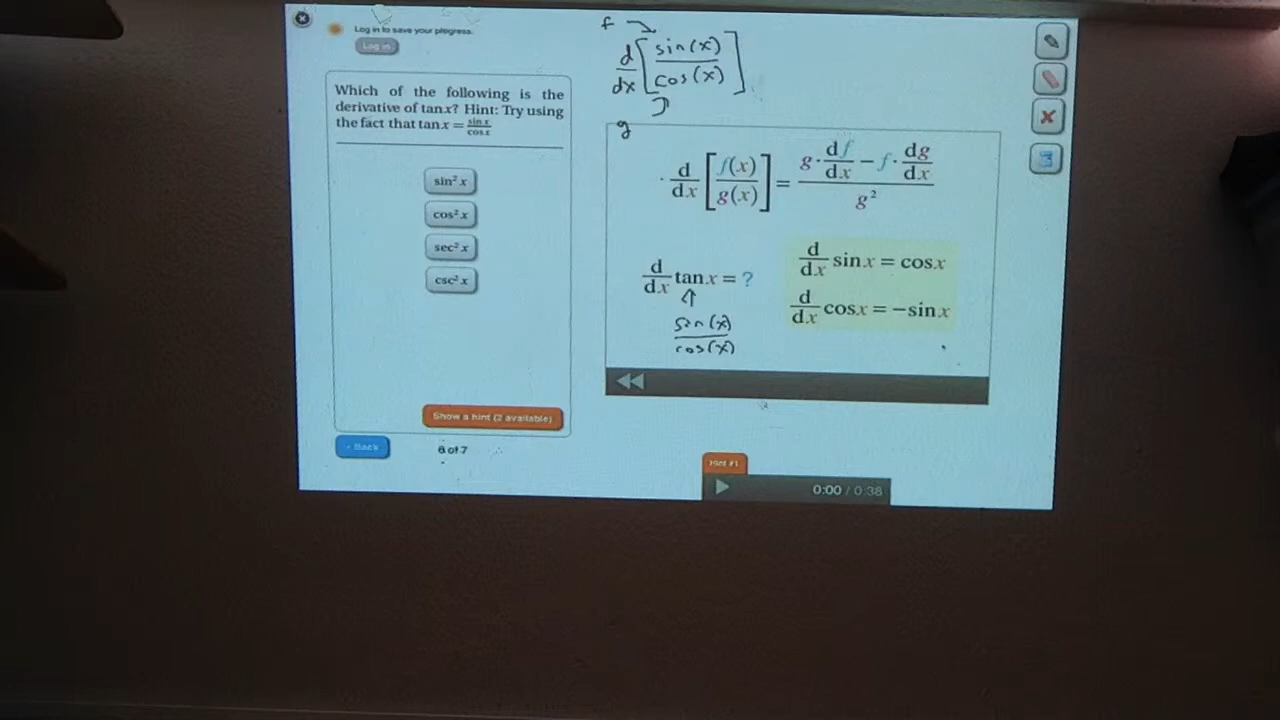 Log in to save your progress.
Log in
Which of the following is the
derivative of tan x? Hint: Try using
the fact that tan x = sin x / cos x
sin² x
cos² x
sec² x
csc² x
Show a hint (2 available)
‹ Back
6 of 7
f
d/dx [sin(x) / cos(x)]
g
d/dx [f(x) / g(x)] = (g · df/dx − f · dg/dx) / g²
d/dx tan x = ?
sin(x)
cos(x)
d/dx sin x = cos x
d/dx cos x = −sin x
Hint #1
0:00 / 0:38